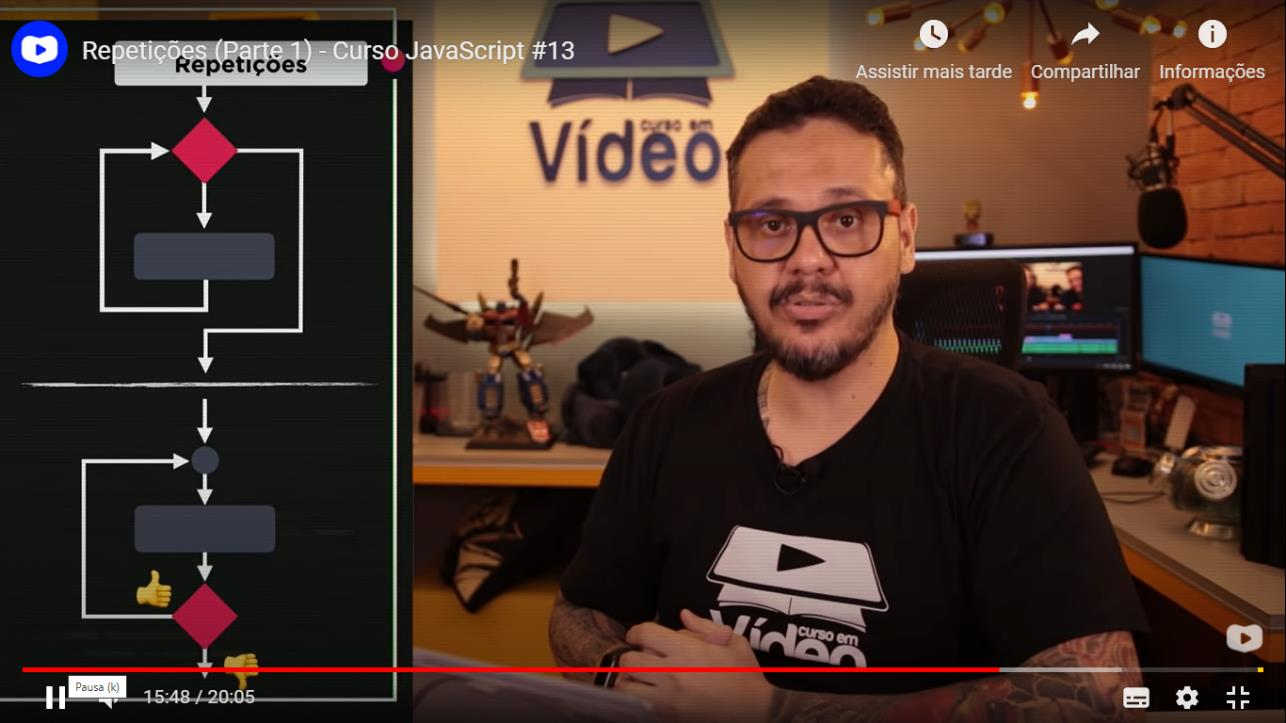 Repetições (Parte 1) - Curso JavaScript #13
Assistir mais tarde
Compartilhar
Informações
Repetições
curso em
Vídeo
curso em
Vídeo
Pausa (k)
15:48 / 20:05